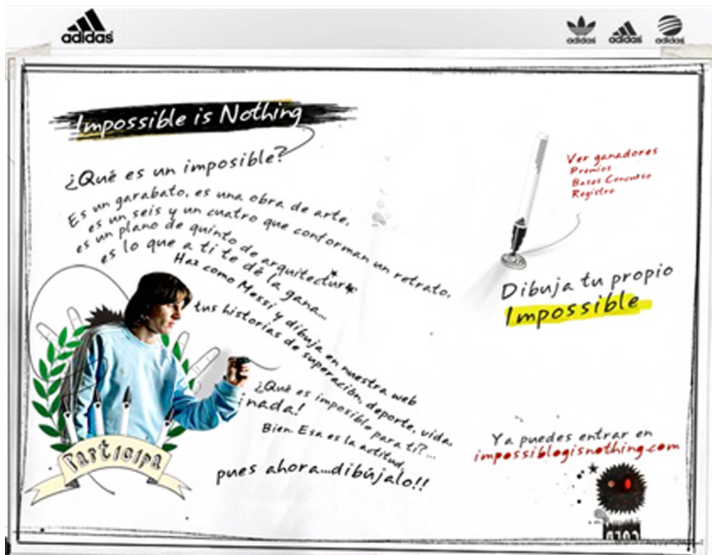 adidas
adidas adidas adidas
Impossible is Nothing
¿Qué es un imposible?
Es un garabato, es una obra de arte,
es un seis y un cuatro que conforman un retrato,
es un plano de quinto de arquitectura
es lo que a ti te dé la gana...
Haz como Messi y dibuja en nuestra web
tus historias de superación, deporte, vida,
¿Qué es imposible para ti?...
¡nada!
Bien. Esa es la actitud,
pues ahora...dibújalo!!
Participa
Ver ganadores
Premios
Bases Concurso
Registro
Dibuja tu propio
Impossible
Ya puedes entrar en
impossiblogisnothing.com